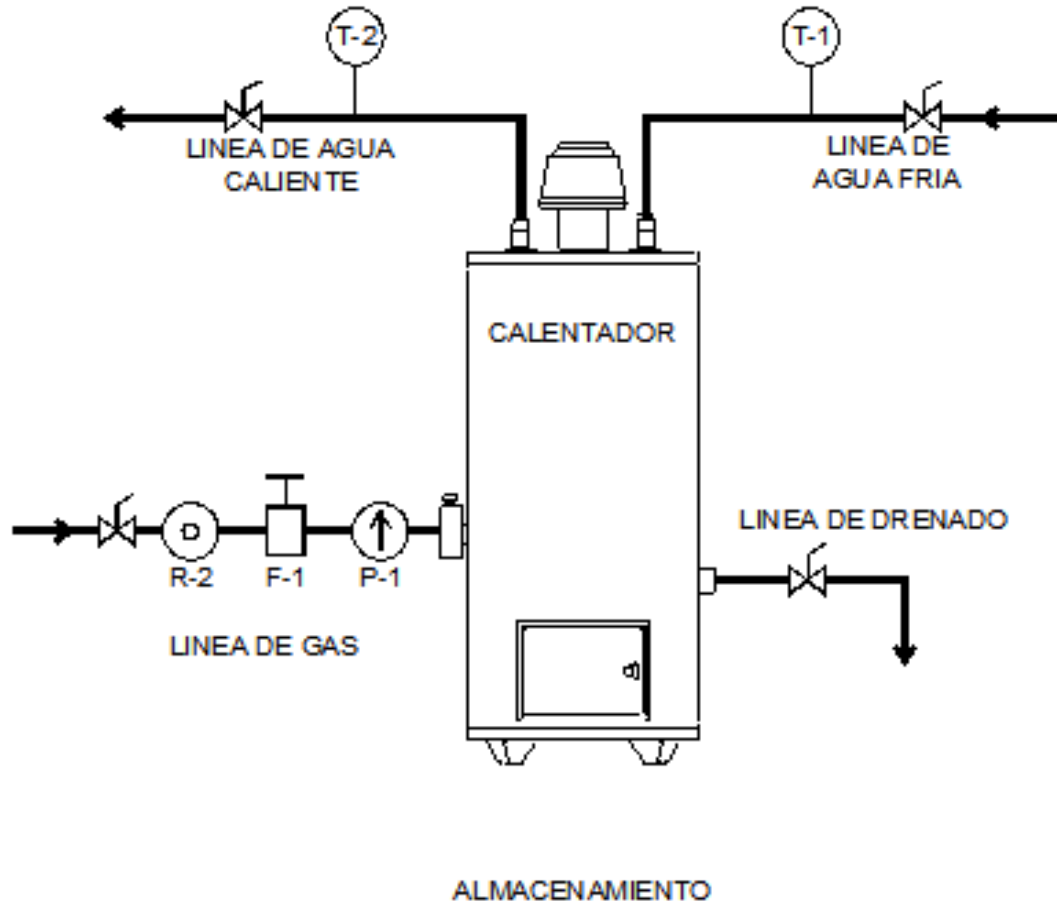 T-2
T-1
LINEA DE AGUA
CALIENTE
LINEA DE
AGUA FRIA
CALENTADOR
D
R-2
F-1
P-1
LINEA DE GAS
LINEA DE DRENADO
ALMACENAMIENTO